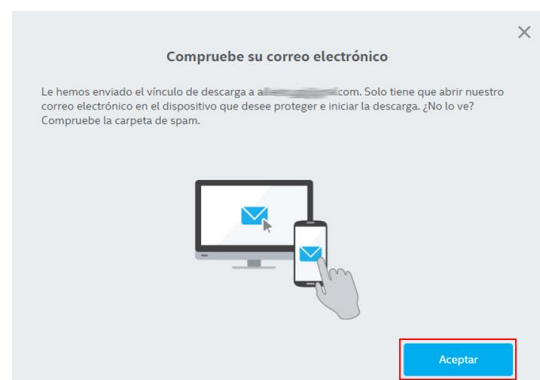 Compruebe su correo electrónico
Le hemos enviado el vínculo de descarga a a com. Solo tiene que abrir nuestro
correo electrónico en el dispositivo que desee proteger e iniciar la descarga. ¿No lo ve?
Compruebe la carpeta de spam.
Aceptar